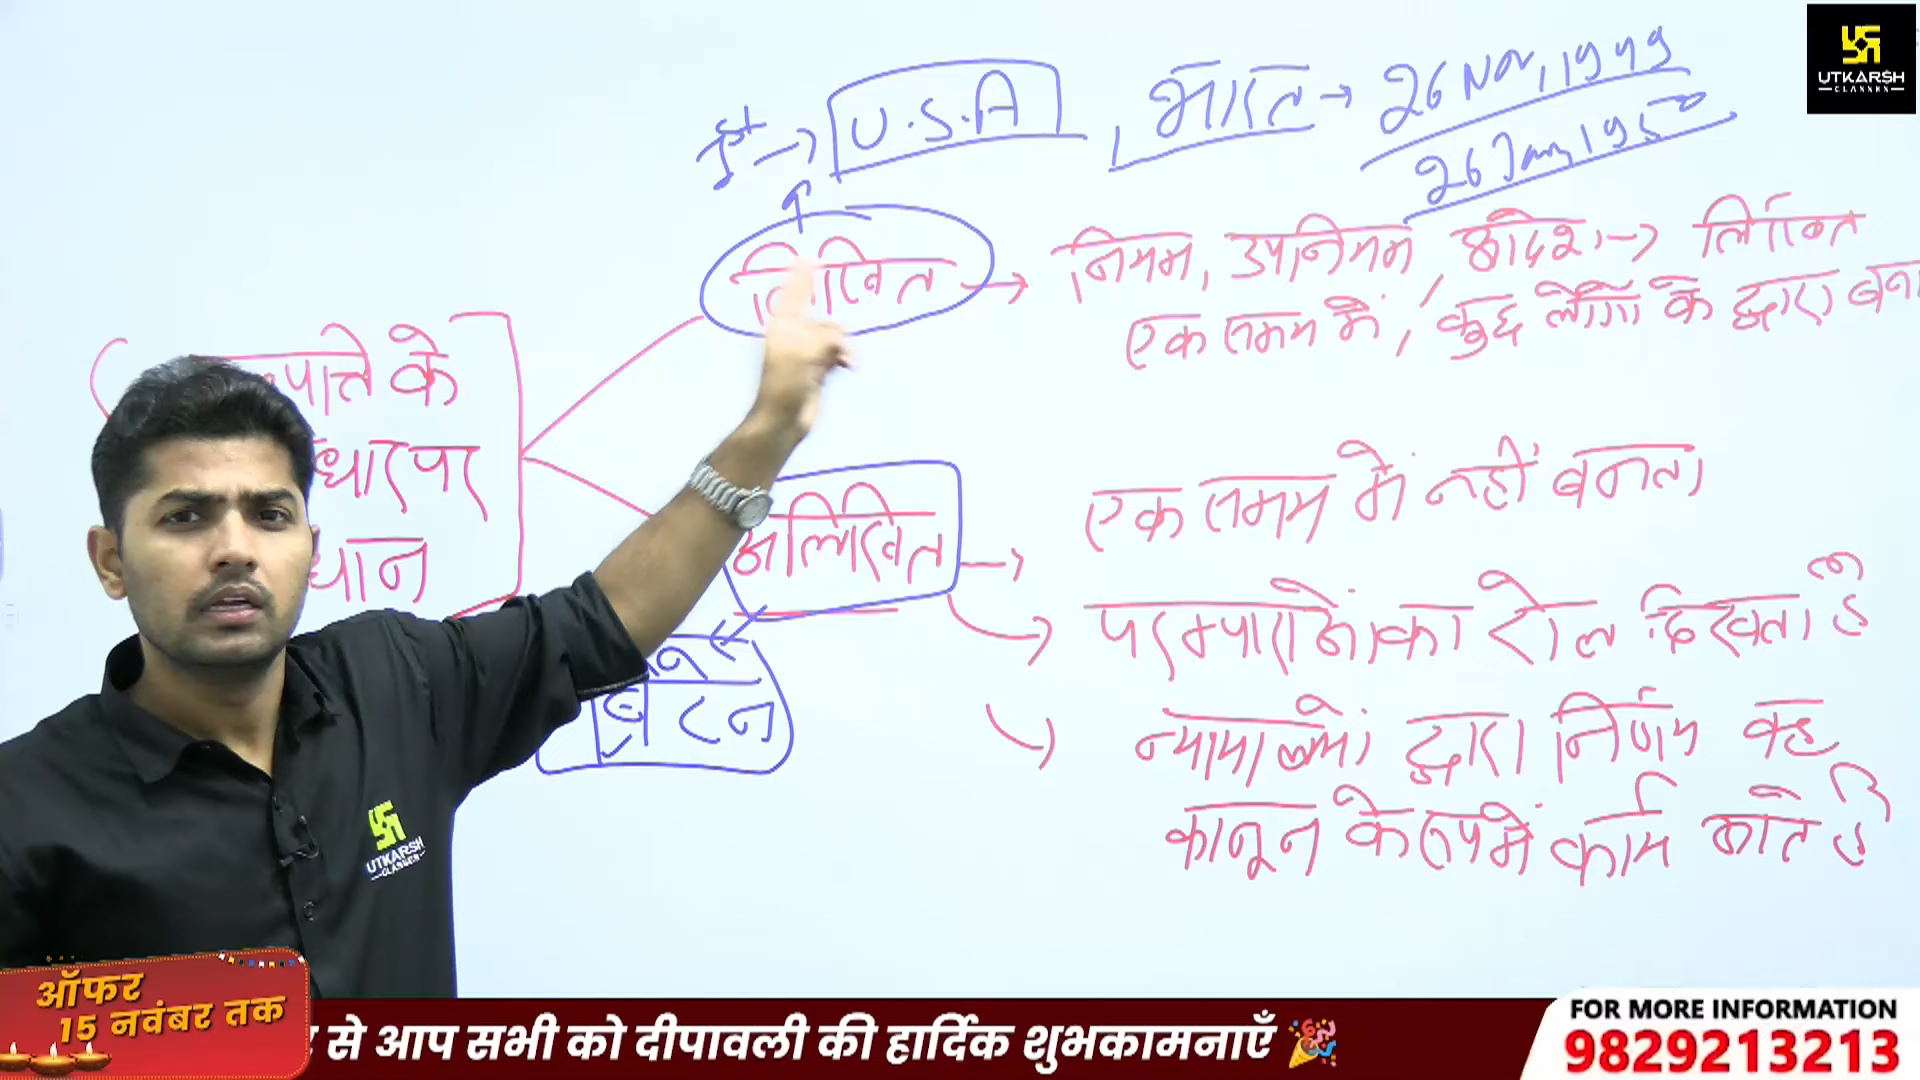 1st → U.S.A , भारत → 26 Nov, 1949
26 Jan, 1950
लिखित → नियम, उपनियम, आदेश → लिखित
एक समय में, कुछ लोगों के द्वारा बना
पत्ति के
धार पर
धान
अलिखित → एक समय में नहीं बनता
→ परम्पराओं का रोल दिखता है
ब्रिटेन
→ न्यायालयों द्वारा निर्णय वह
कानून के रूप में कार्य करते है
UTKARSH
CLASSES
UTKARSH
CLASSES
ऑफर
15 नवंबर तक
से आप सभी को दीपावली की हार्दिक शुभकामनाएँ 🎉
FOR MORE INFORMATION
9829213213